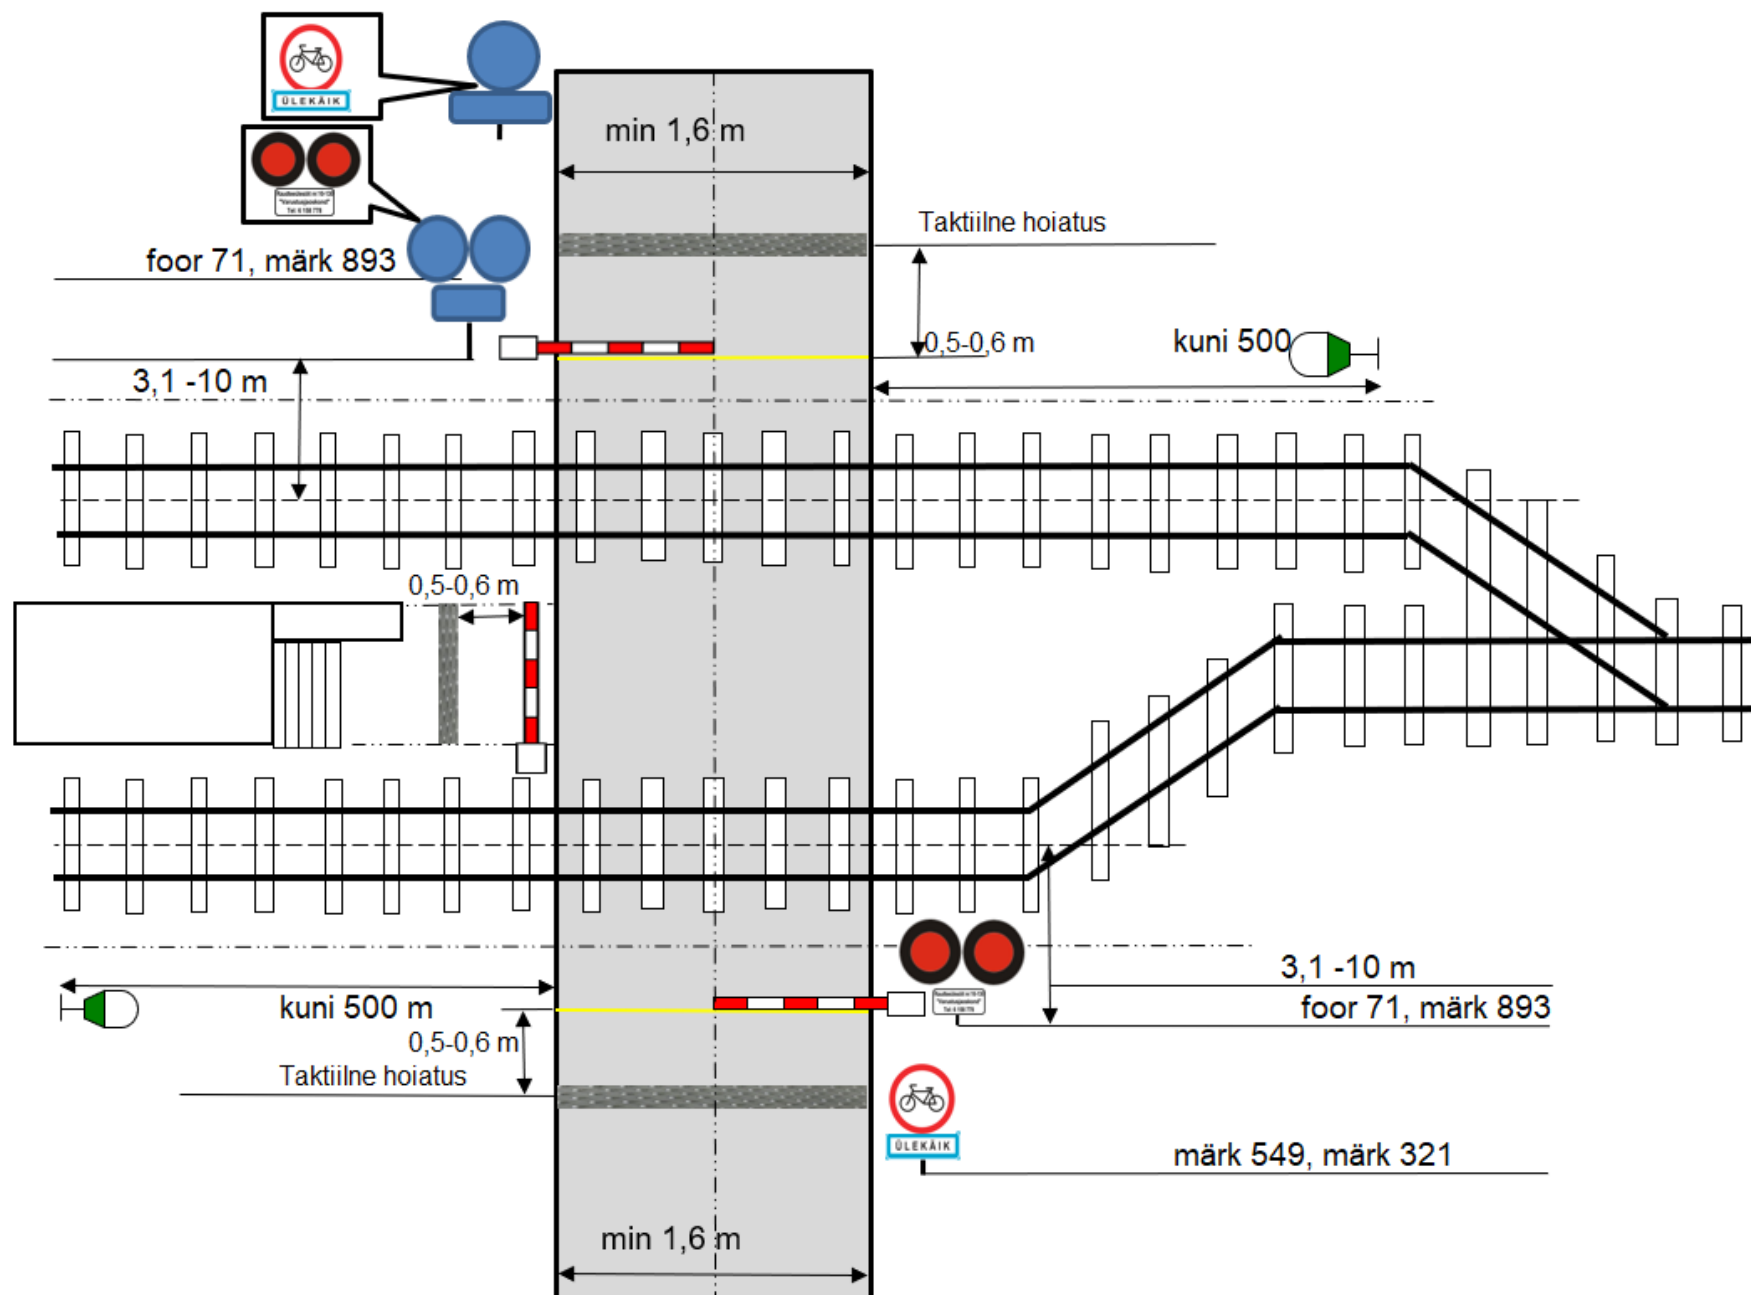 ÜLEKÄIK
min 1,6 m
Taktiilne hoiatus
foor 71, märk 893
0,5-0,6 m
kuni 500
3,1 -10 m
0,5-0,6 m
3,1 -10 m
kuni 500 m
foor 71, märk 893
0,5-0,6 m
Taktiilne hoiatus
ÜLEKÄIK
märk 549, märk 321
min 1,6 m